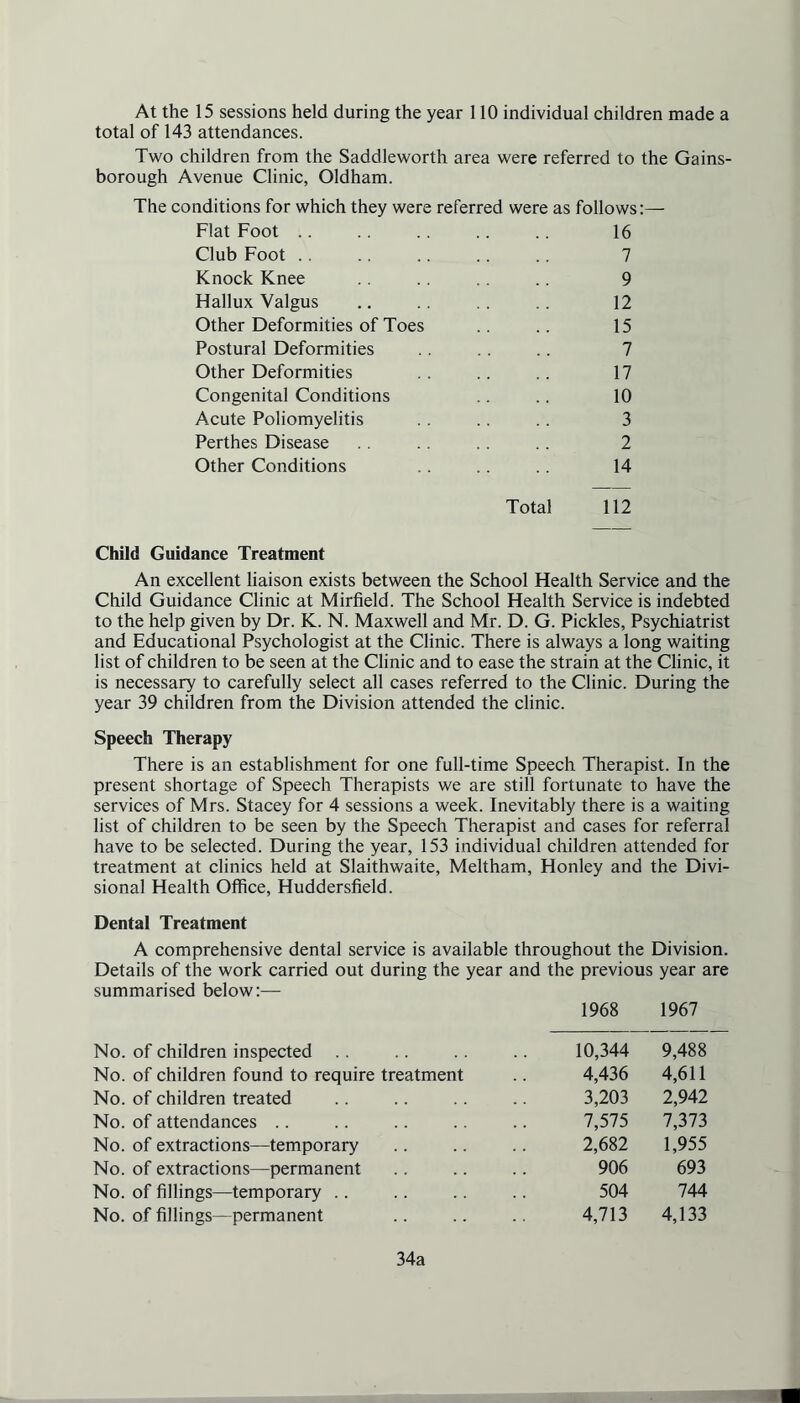 At the 15 sessions held during the year 110 individual children made a
total of 143 attendances.
Two children from the Saddleworth area were referred to the Gains-
borough Avenue Clinic, Oldham.
The conditions for which they were referred were as follows:—
Flat Foot .. .. .. .. .. 16
Club Foot .. .. .. .. .. 7
Knock Knee .. .. .. .. 9
Hallux Valgus .. .. .. .. 12
Other Deformities of Toes .. .. 15
Postural Deformities .. .. .. 7
Other Deformities .. .. .. 17
Congenital Conditions .. .. 10
Acute Poliomyelitis .. .. .. 3
Perthes Disease .. .. .. .. 2
Other Conditions .. .. .. 14
Total 112
Child Guidance Treatment
An excellent liaison exists between the School Health Service and the
Child Guidance Clinic at Mirfield. The School Health Service is indebted
to the help given by Dr. K. N. Maxwell and Mr. D. G. Pickles, Psychiatrist
and Educational Psychologist at the Clinic. There is always a long waiting
list of children to be seen at the Clinic and to ease the strain at the Clinic, it
is necessary to carefully select all cases referred to the Clinic. During the
year 39 children from the Division attended the clinic.
Speech Therapy
There is an establishment for one full-time Speech Therapist. In the
present shortage of Speech Therapists we are still fortunate to have the
services of Mrs. Stacey for 4 sessions a week. Inevitably there is a waiting
list of children to be seen by the Speech Therapist and cases for referral
have to be selected. During the year, 153 individual children attended for
treatment at clinics held at Slaithwaite, Meltham, Honley and the Divi-
sional Health Office, Huddersfield.
Dental Treatment
A comprehensive dental service is available throughout the Division.
Details of the work carried out during the year and the previous year are
summarised below:—
1968 1967
No. of children inspected .. .. .. .. 10,344 9,488
No. of children found to require treatment .. 4,436 4,611
No. of children treated .. .. .. .. 3,203 2,942
No. of attendances .. .. .. .. .. 7,575 7,373
No. of extractions—temporary .. .. .. 2,682 1,955
No. of extractions—permanent .. .. .. 906 693
No. of fillings—temporary .. .. .. .. 504 744
No. of fillings—permanent .. .. .. 4,713 4,133
34a